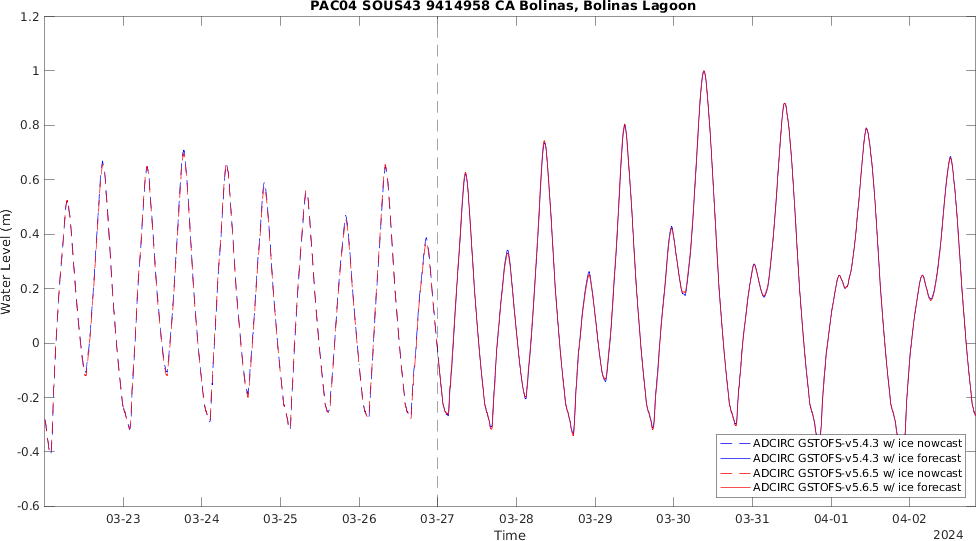 PAC04 SOUS43 9414958 CA Bolinas, Bolinas Lagoon
1.2
1
0.8
0.6
0.4
0.2
0
-0.2
-0.4
-0.6
Water Level (m)
03-23 03-24 03-25 03-26 03-27 03-28 03-29 03-30 03-31 04-01 04-02
Time
2024
ADCIRC GSTOFS-v5.4.3 w/ ice nowcast
ADCIRC GSTOFS-v5.4.3 w/ ice forecast
ADCIRC GSTOFS-v5.6.5 w/ ice nowcast
ADCIRC GSTOFS-v5.6.5 w/ ice forecast